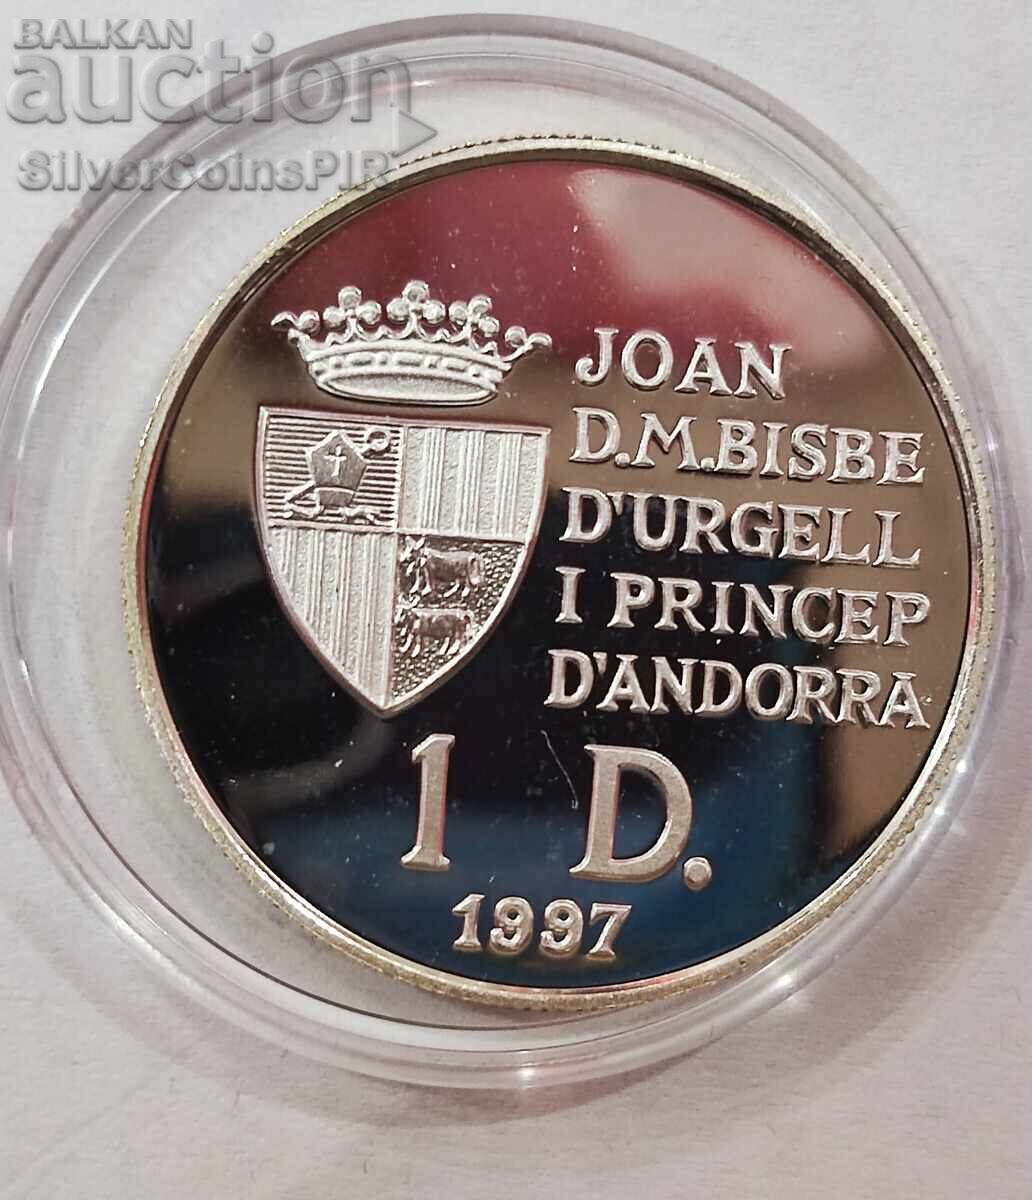 BALKAN
auction
SilverCoinsPIR
JOAN
D.M.BISBE
D'URGELL
I PRINCEP
D'ANDORRA
1 D.
1997